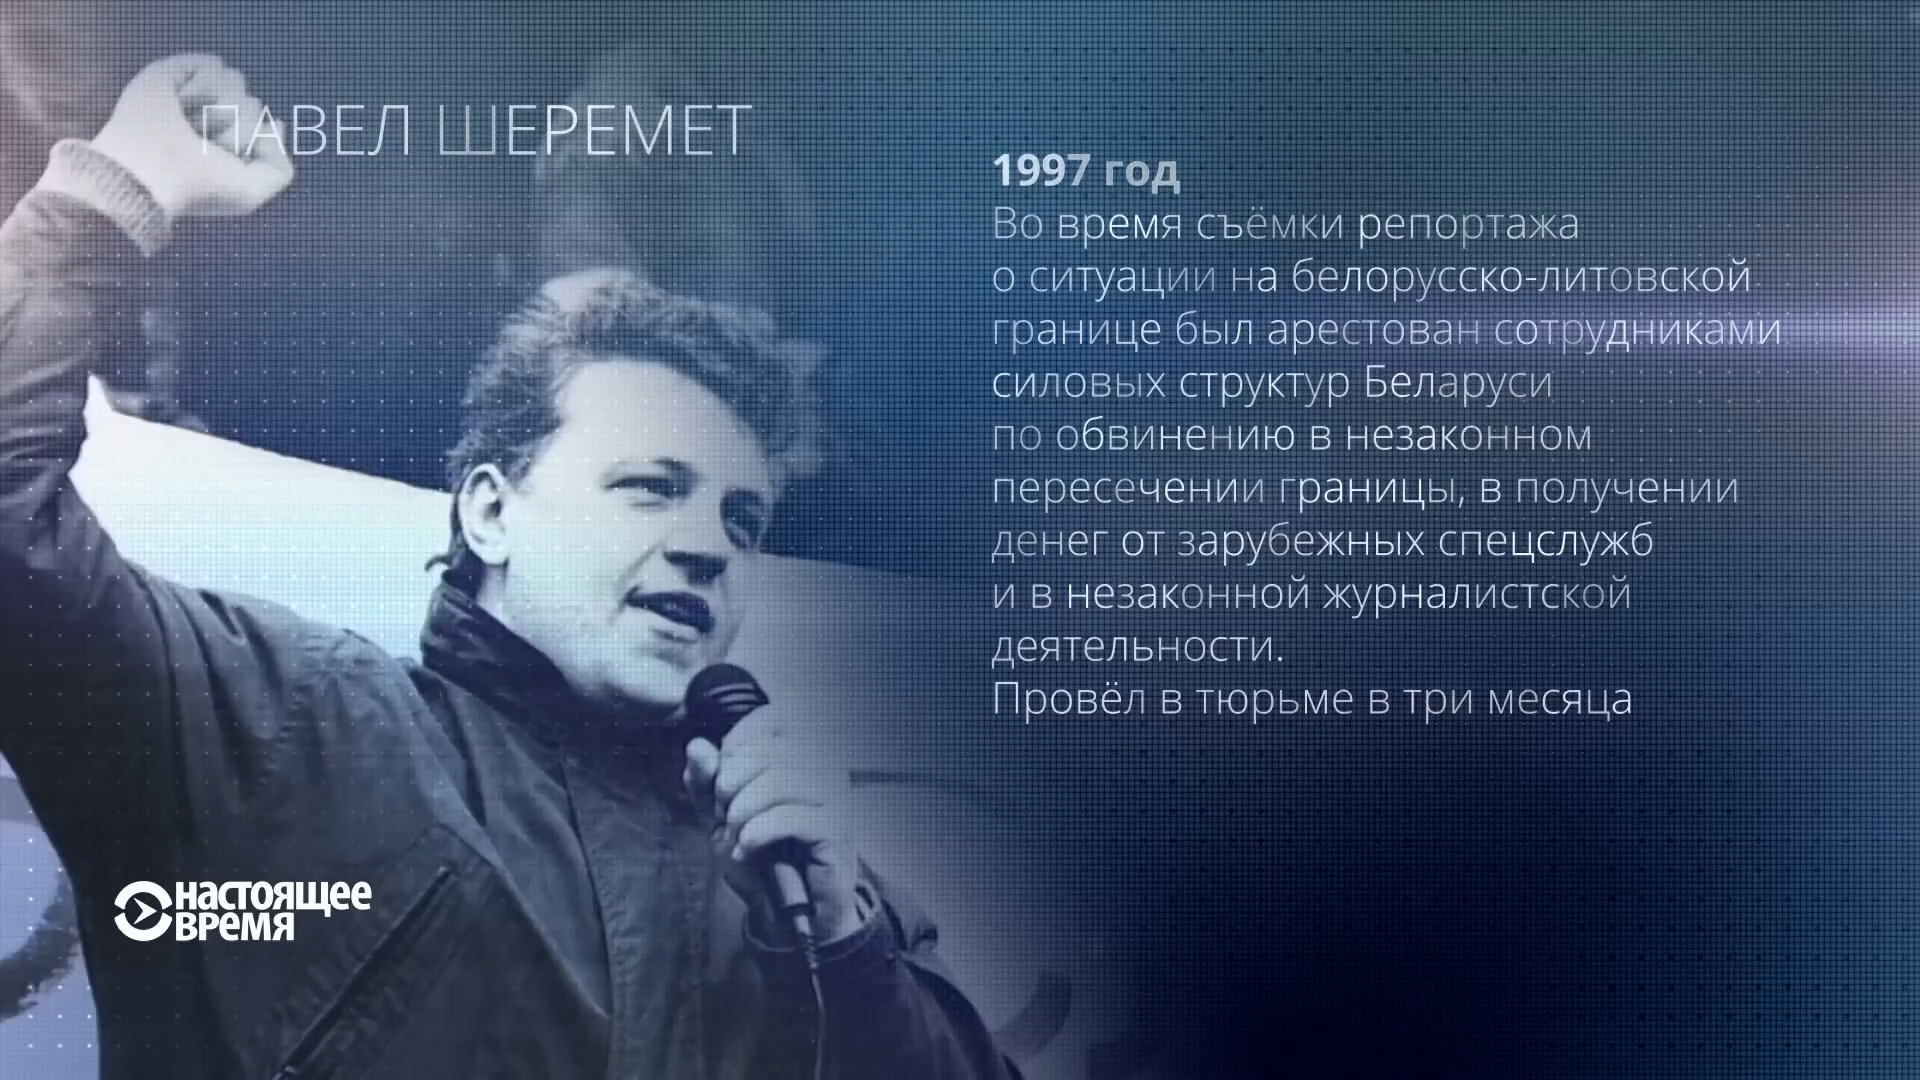 ПАВЕЛ ШЕРЕМЕТ
1997 год
Во время съёмки репортажа
о ситуации на белорусско-литовской
границе был арестован сотрудниками
силовых структур Беларуси
по обвинению в незаконном
пересечении границы, в получении
денег от зарубежных спецслужб
и в незаконной журналистской
деятельности.
Провёл в тюрьме в три месяца
НАСТОЯЩЕЕ
ВРЕМЯ